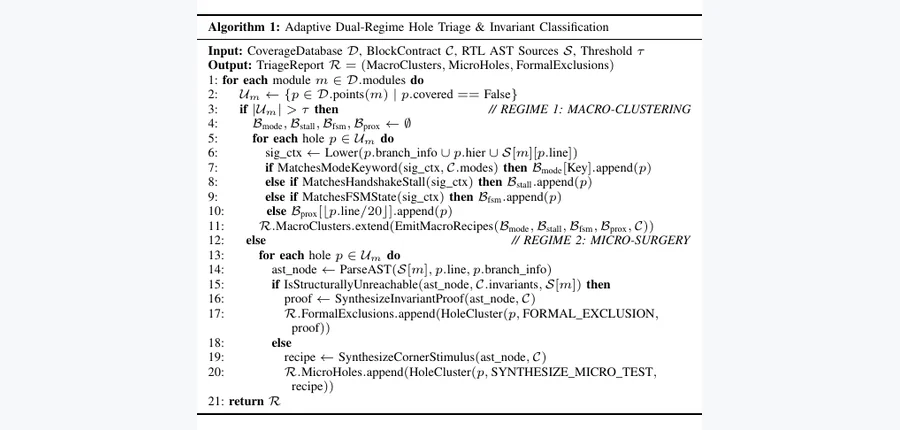 Algorithm 1: Adaptive Dual-Regime Hole Triage & Invariant Classification
Input: CoverageDatabase 𝒟, BlockContract 𝒞, RTL AST Sources 𝒮, Threshold τ
Output: TriageReport ℛ = (MacroClusters, MicroHoles, FormalExclusions)
1: for each module m ∈ 𝒟.modules do
2: 𝒰m ← {p ∈ 𝒟.points(m) | p.covered == False}
3: if |𝒰m| > τ then // REGIME 1: MACRO-CLUSTERING
4: ℬmode, ℬstall, ℬfsm, ℬprox ← ∅
5: for each hole p ∈ 𝒰m do
6: sig_ctx ← Lower(p.branch_info ∪ p.hier ∪ 𝒮[m][p.line])
7: if MatchesModeKeyword(sig_ctx, 𝒞.modes) then ℬmode[Key].append(p)
8: else if MatchesHandshakeStall(sig_ctx) then ℬstall.append(p)
9: else if MatchesFSMState(sig_ctx) then ℬfsm.append(p)
10: else ℬprox[⌊p.line/20⌋].append(p)
11: ℛ.MacroClusters.extend(EmitMacroRecipes(ℬmode, ℬstall, ℬfsm, ℬprox, 𝒞))
12: else // REGIME 2: MICRO-SURGERY
13: for each hole p ∈ 𝒰m do
14: ast_node ← ParseAST(𝒮[m], p.line, p.branch_info)
15: if IsStructurallyUnreachable(ast_node, 𝒞.invariants, 𝒮[m]) then
16: proof ← SynthesizeInvariantProof(ast_node, 𝒞)
17: ℛ.FormalExclusions.append(HoleCluster(p, FORMAL_EXCLUSION,
proof))
18: else
19: recipe ← SynthesizeCornerStimulus(ast_node, 𝒞)
20: ℛ.MicroHoles.append(HoleCluster(p, SYNTHESIZE_MICRO_TEST,
recipe))
21: return ℛ